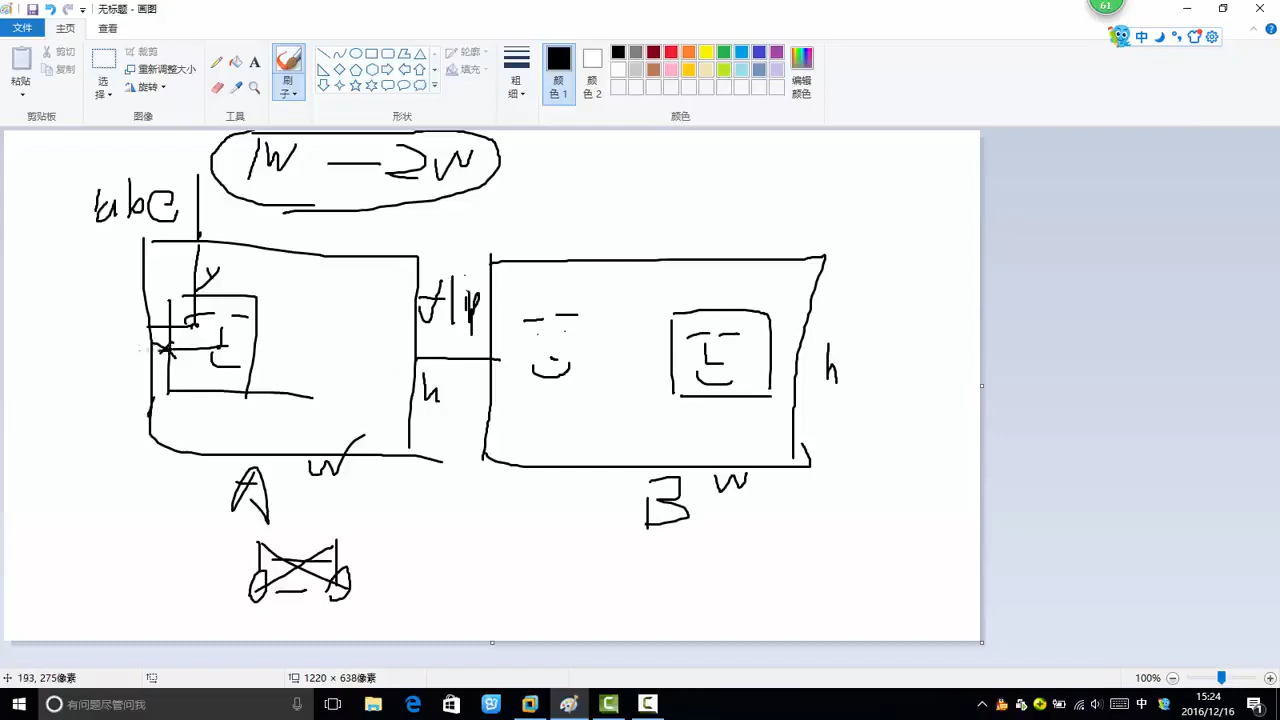 61
无标题 - 画图
文件 主页 查看
中
粘贴
剪切
复制
选择
裁剪
重新调整大小
旋转
A
刷子
轮廓
填充
粗细
颜色 1
颜色 2
编辑颜色
剪贴板 图像 工具 形状 颜色
1W — 2W
abc
y
flip
x
h
h
w
w
A
B
193, 275像素
1220 × 638像素
100%
有问题尽管问我
中
15:24
2016/12/16